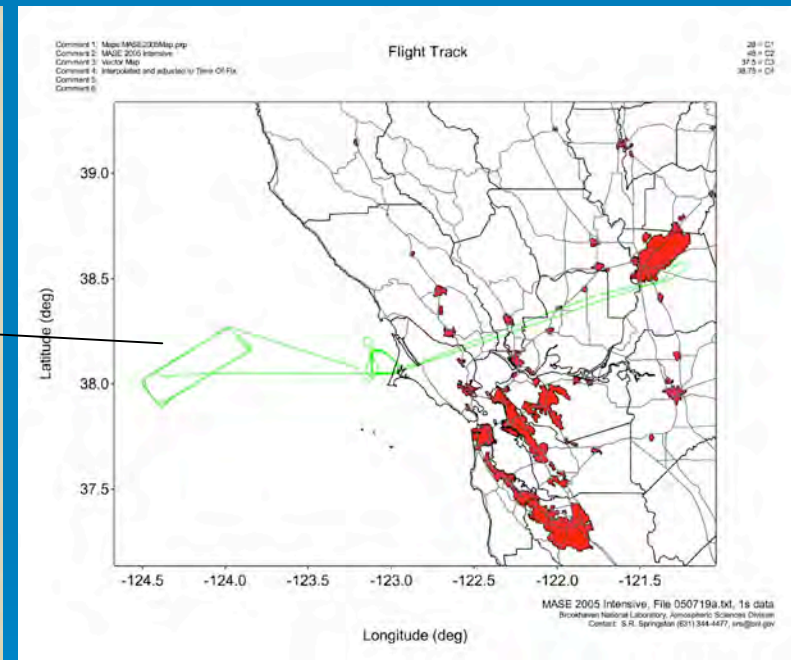 Comment 1: Maps:MASE2005Map.pxp
Comment 2: MASE 2005 Intensive
Comment 3: Vector Map
Comment 4: Interpolated and adjusted to Time Of Fix
Comment 5:
Comment 6:
Flight Track
28 = C1
48 = C2
37.5 = C3
38.75 = C4
Latitude (deg)
39.0
38.5
38.0
37.5
-124.5 -124.0 -123.5 -123.0 -122.5 -122.0 -121.5
Longitude (deg)
MASE 2005 Intensive, File 050719a.txt, 1s data
Brookhaven National Laboratory, Atmospheric Sciences Division
Contact: S.R. Springston (631) 344-4477, srs@bnl.gov